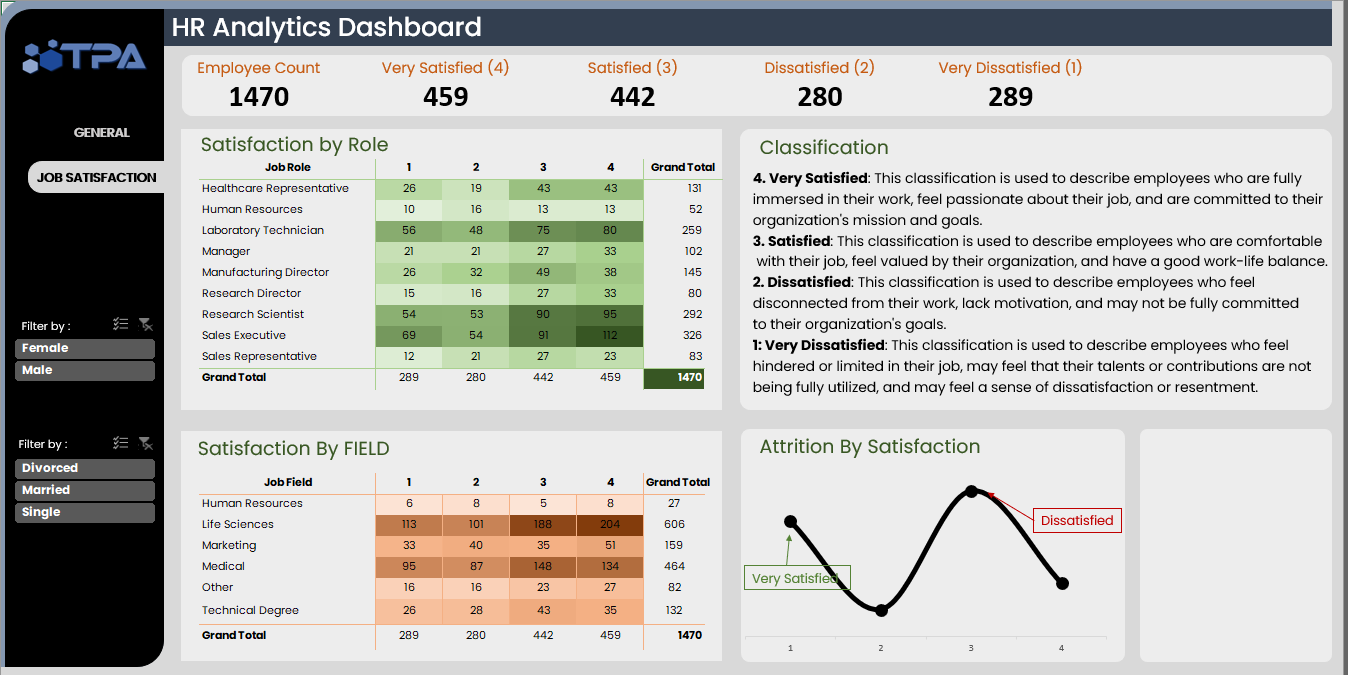 HR Analytics Dashboard
TPA
GENERAL
JOB SATISFACTION
Filter by :
Female
Male
Filter by :
Divorced
Married
Single
Employee Count Very Satisfied (4) Satisfied (3) Dissatisfied (2) Very Dissatisfied (1)
1470 459 442 280 289
Satisfaction by Role
Job Role 1 2 3 4 Grand Total
Healthcare Representative 26 19 43 43 131
Human Resources 10 16 13 13 52
Laboratory Technician 56 48 75 80 259
Manager 21 21 27 33 102
Manufacturing Director 26 32 49 38 145
Research Director 15 16 27 33 80
Research Scientist 54 53 90 95 292
Sales Executive 69 54 91 112 326
Sales Representative 12 21 27 23 83
Grand Total 289 280 442 459 1470
Classification
4. Very Satisfied: This classification is used to describe employees who are fully
immersed in their work, feel passionate about their job, and are committed to their
organization's mission and goals.
3. Satisfied: This classification is used to describe employees who are comfortable
with their job, feel valued by their organization, and have a good work-life balance.
2. Dissatisfied: This classification is used to describe employees who feel
disconnected from their work, lack motivation, and may not be fully committed
to their organization's goals.
1: Very Dissatisfied: This classification is used to describe employees who feel
hindered or limited in their job, may feel that their talents or contributions are not
being fully utilized, and may feel a sense of dissatisfaction or resentment.
Satisfaction By FIELD
Job Field 1 2 3 4 Grand Total
Human Resources 6 8 5 8 27
Life Sciences 113 101 188 204 606
Marketing 33 40 35 51 159
Medical 95 87 148 134 464
Other 16 16 23 27 82
Technical Degree 26 28 43 35 132
Grand Total 289 280 442 459 1470
Attrition By Satisfaction
Dissatisfied
Very Satisfied
1 2 3 4